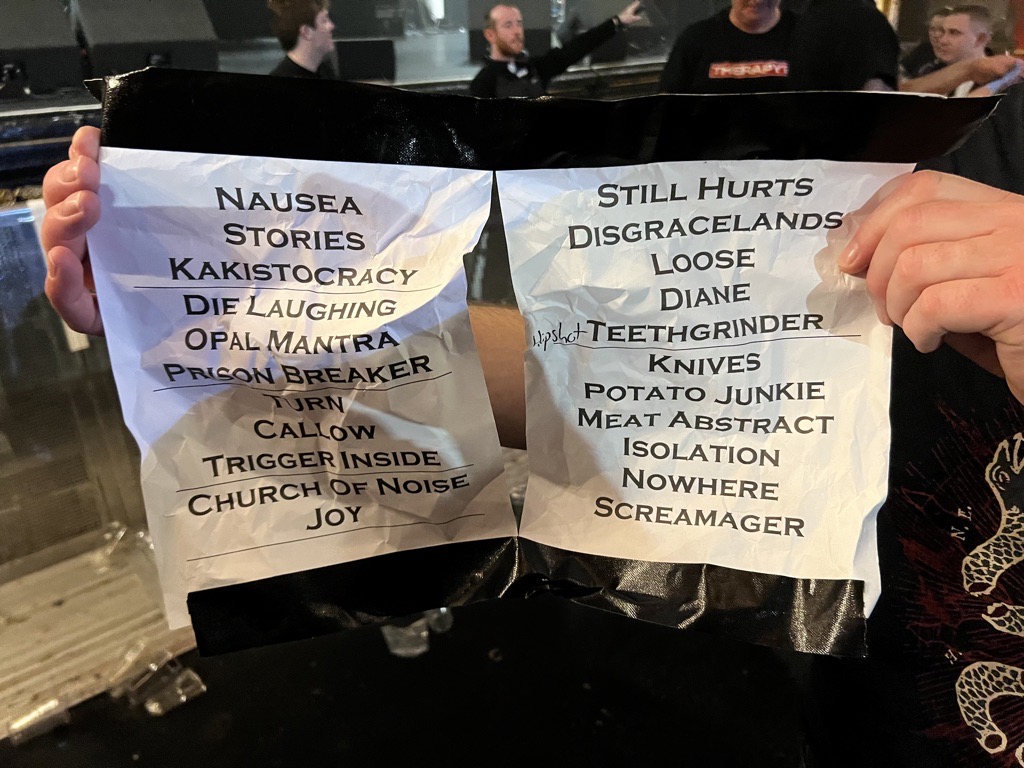 THERAPY?
NAUSEA
STORIES
KAKISTOCRACY
DIE LAUGHING
OPAL MANTRA
PRISON BREAKER
TURN
CALLOW
TRIGGER INSIDE
CHURCH OF NOISE
JOY
STILL HURTS
DISGRACELANDS
LOOSE
DIANE
TEETHGRINDER
KNIVES
POTATO JUNKIE
MEAT ABSTRACT
ISOLATION
NOWHERE
SCREAMAGER